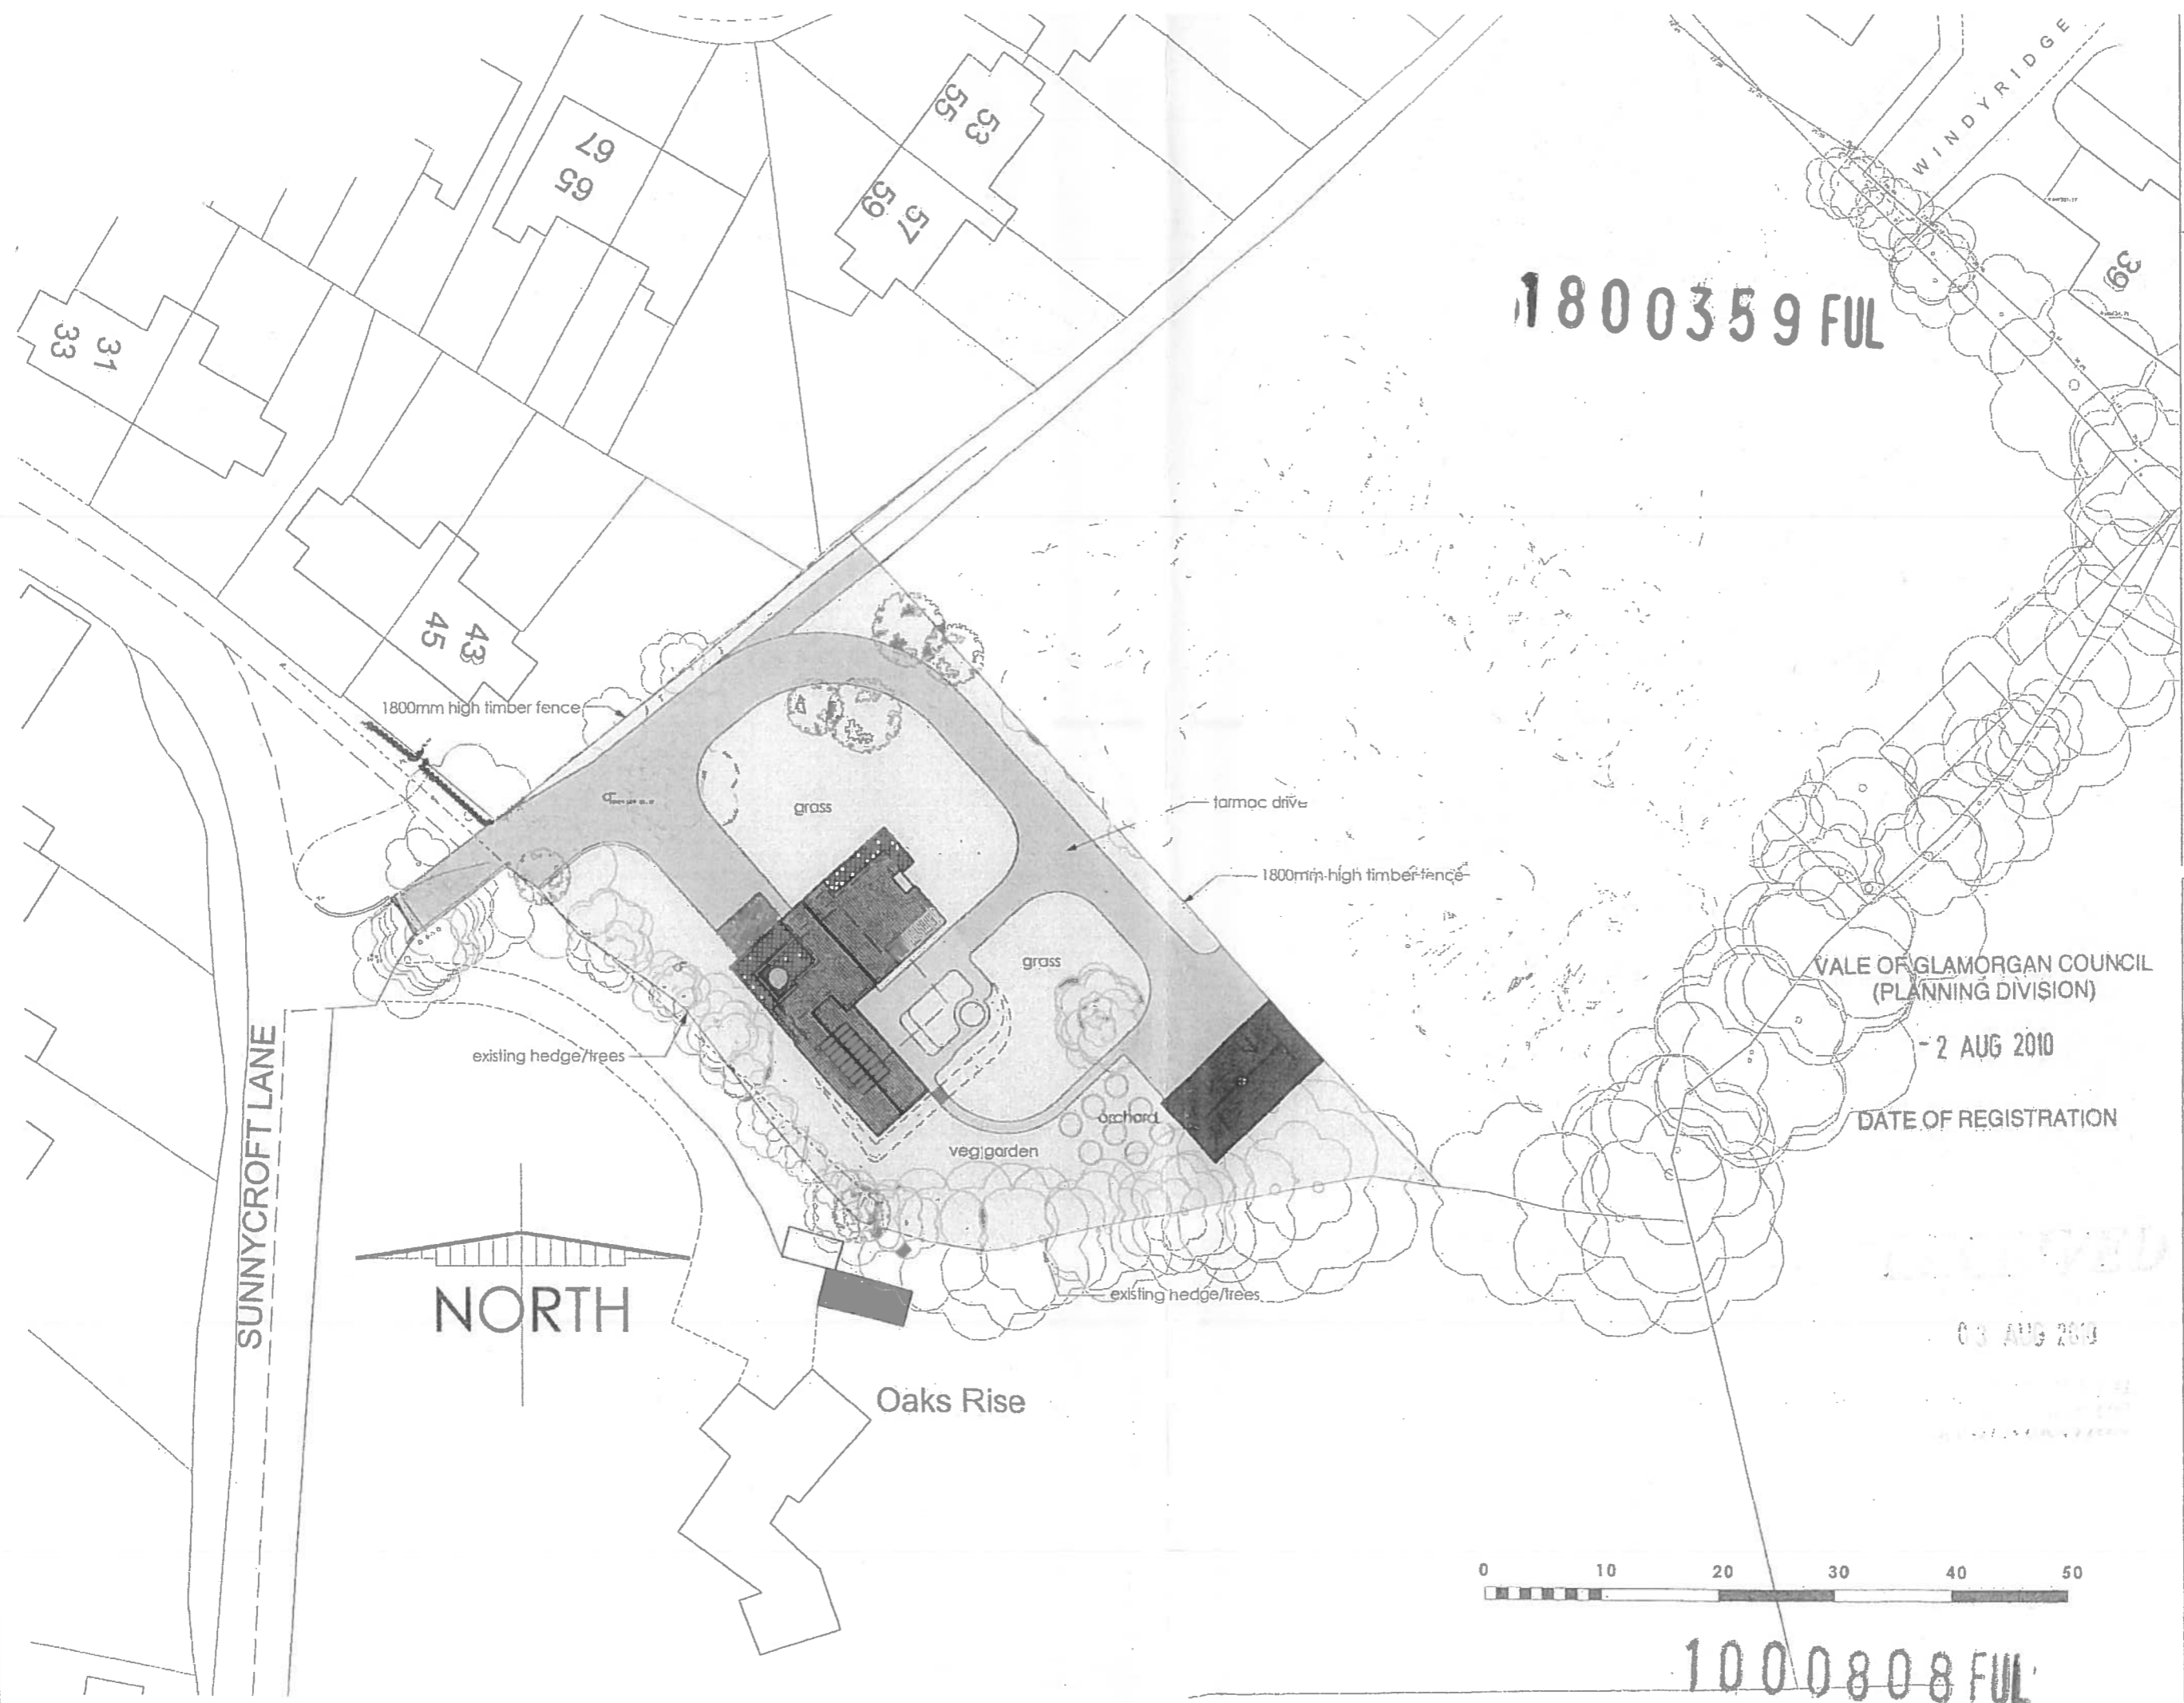 WINDYRIDGE
53
55
67
65
57
59
39
1800359 FUL
31
33
43
45
1800mm high timber fence
grass
tarmac drive
1800mm high timber fence
grass
VALE OF GLAMORGAN COUNCIL
(PLANNING DIVISION)
- 2 AUG 2010
existing hedge/trees
SUNNYCROFT LANE
orchard
DATE OF REGISTRATION
veg garden
NORTH
existing hedge/trees
03 AUG 2010
Oaks Rise
0 10 20 30 40 50
1000808 FUL